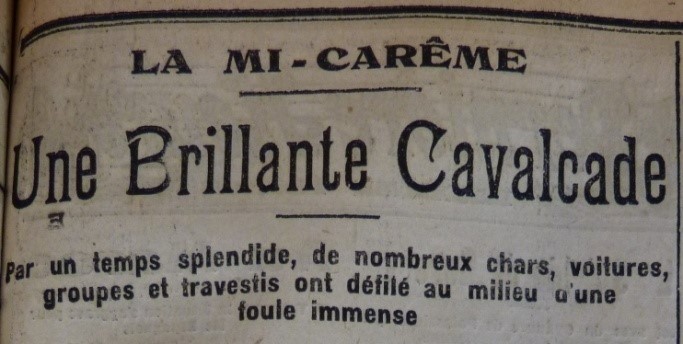 LA MI-CARÊME
Une Brillante Cavalcade
Par un temps splendide, de nombreux chars, voitures,
groupes et travestis ont défilé au milieu d'une
foule immense